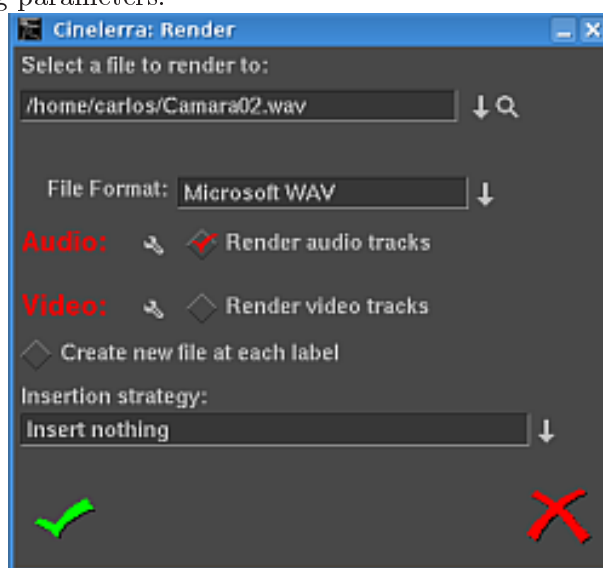 g parameters.
Cinelerra: Render
Select a file to render to:
/home/carlos/Camara02.wav
File Format: Microsoft WAV
Audio: Render audio tracks
Video: Render video tracks
Create new file at each label
Insertion strategy:
Insert nothing